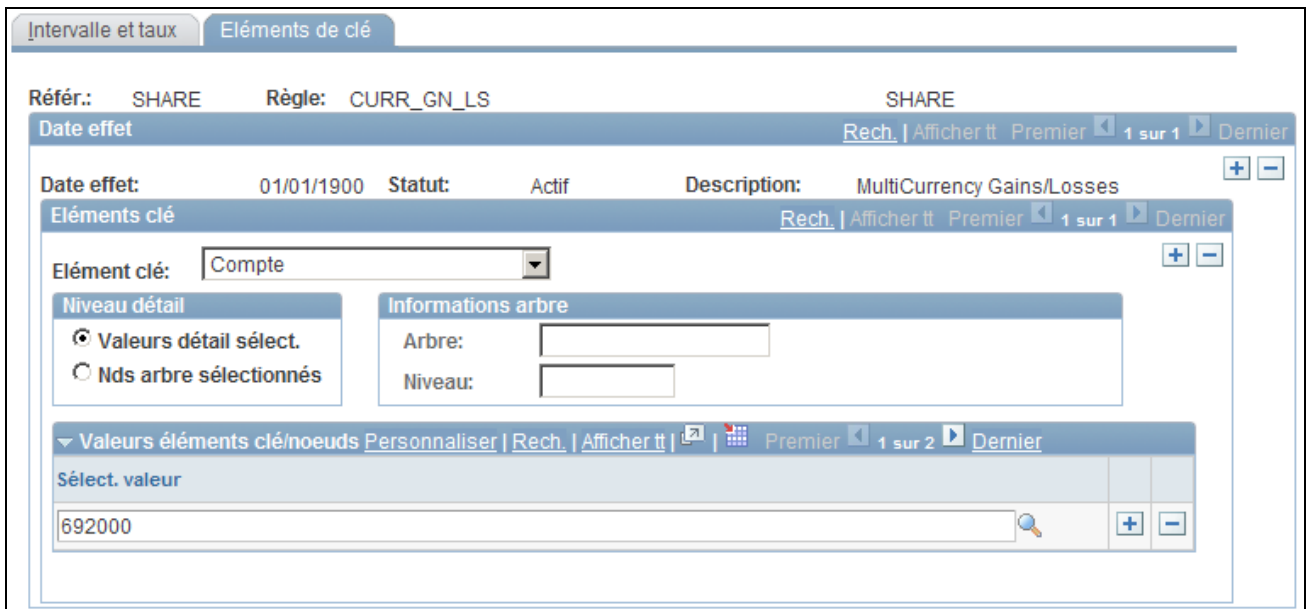 Intervalle et taux Eléments de clé
Référ.: SHARE Règle: CURR_GN_LS SHARE
Date effet Rech. | Afficher tt Premier 1 sur 1 Dernier
Date effet: 01/01/1900 Statut: Actif Description: MultiCurrency Gains/Losses
Eléments clé Rech. | Afficher tt Premier 1 sur 1 Dernier
Elément clé: Compte
Niveau détail Informations arbre
Valeurs détail sélect. Arbre:
Nds arbre sélectionnés Niveau:
Valeurs éléments clé/noeuds Personnaliser | Rech. | Afficher tt | | Premier 1 sur 2 Dernier
Sélect. valeur
692000